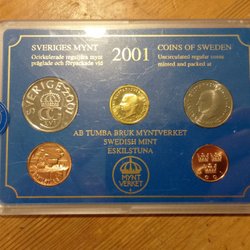 SVERIGES MYNT
Ocirkulerade reguljära mynt
präglade och förpackade vid
2001
COINS OF SWEDEN
Uncirculated regular coins
minted and packed at
SVERIGE 2001
AB TUMBA BRUK MYNTVERKET
SWEDISH MINT
ESKILSTUNA
MYNT
VERKET